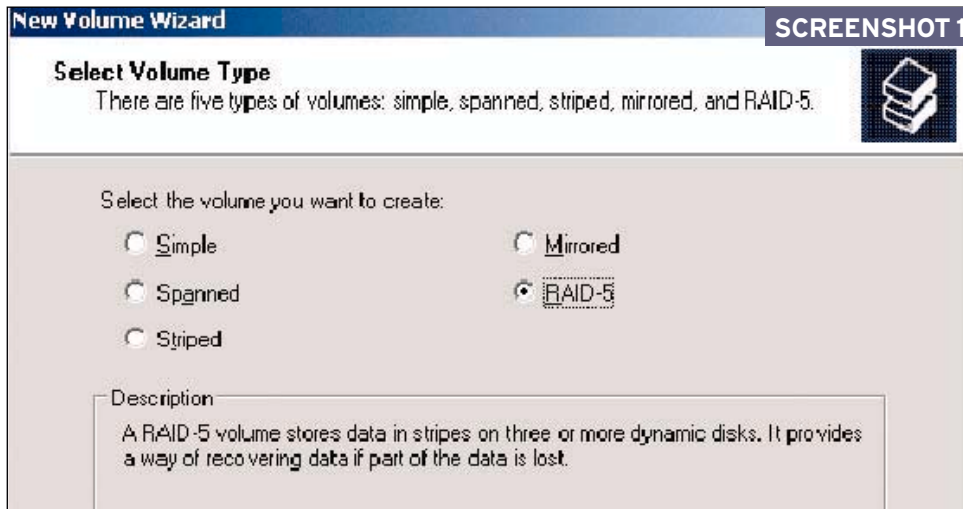 New Volume Wizard
SCREENSHOT 1
Select Volume Type
There are five types of volumes: simple, spanned, striped, mirrored, and RAID-5.
Select the volume you want to create:
Simple
Mirrored
Spanned
RAID-5
Striped
Description
A RAID-5 volume stores data in stripes on three or more dynamic disks. It provides
a way of recovering data if part of the data is lost.